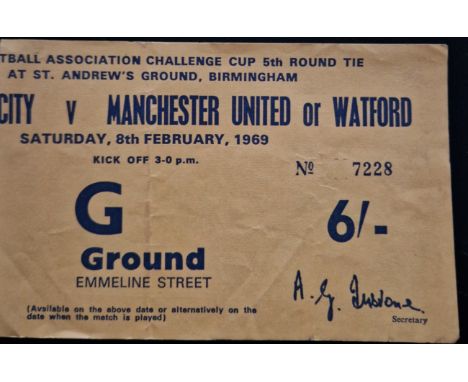 TBALL ASSOCIATION CHALLENGE CUP 5th ROUND TIE
AT ST. ANDREW'S GROUND, BIRMINGHAM
CITY v MANCHESTER UNITED or WATFORD
SATURDAY, 8th FEBRUARY, 1969
KICK OFF 3-0 p.m.
No 7228
G
6/-
Ground
EMMELINE STREET
A. G.
Secretary
(Available on the above date or alternatively on the
date when the match is played)